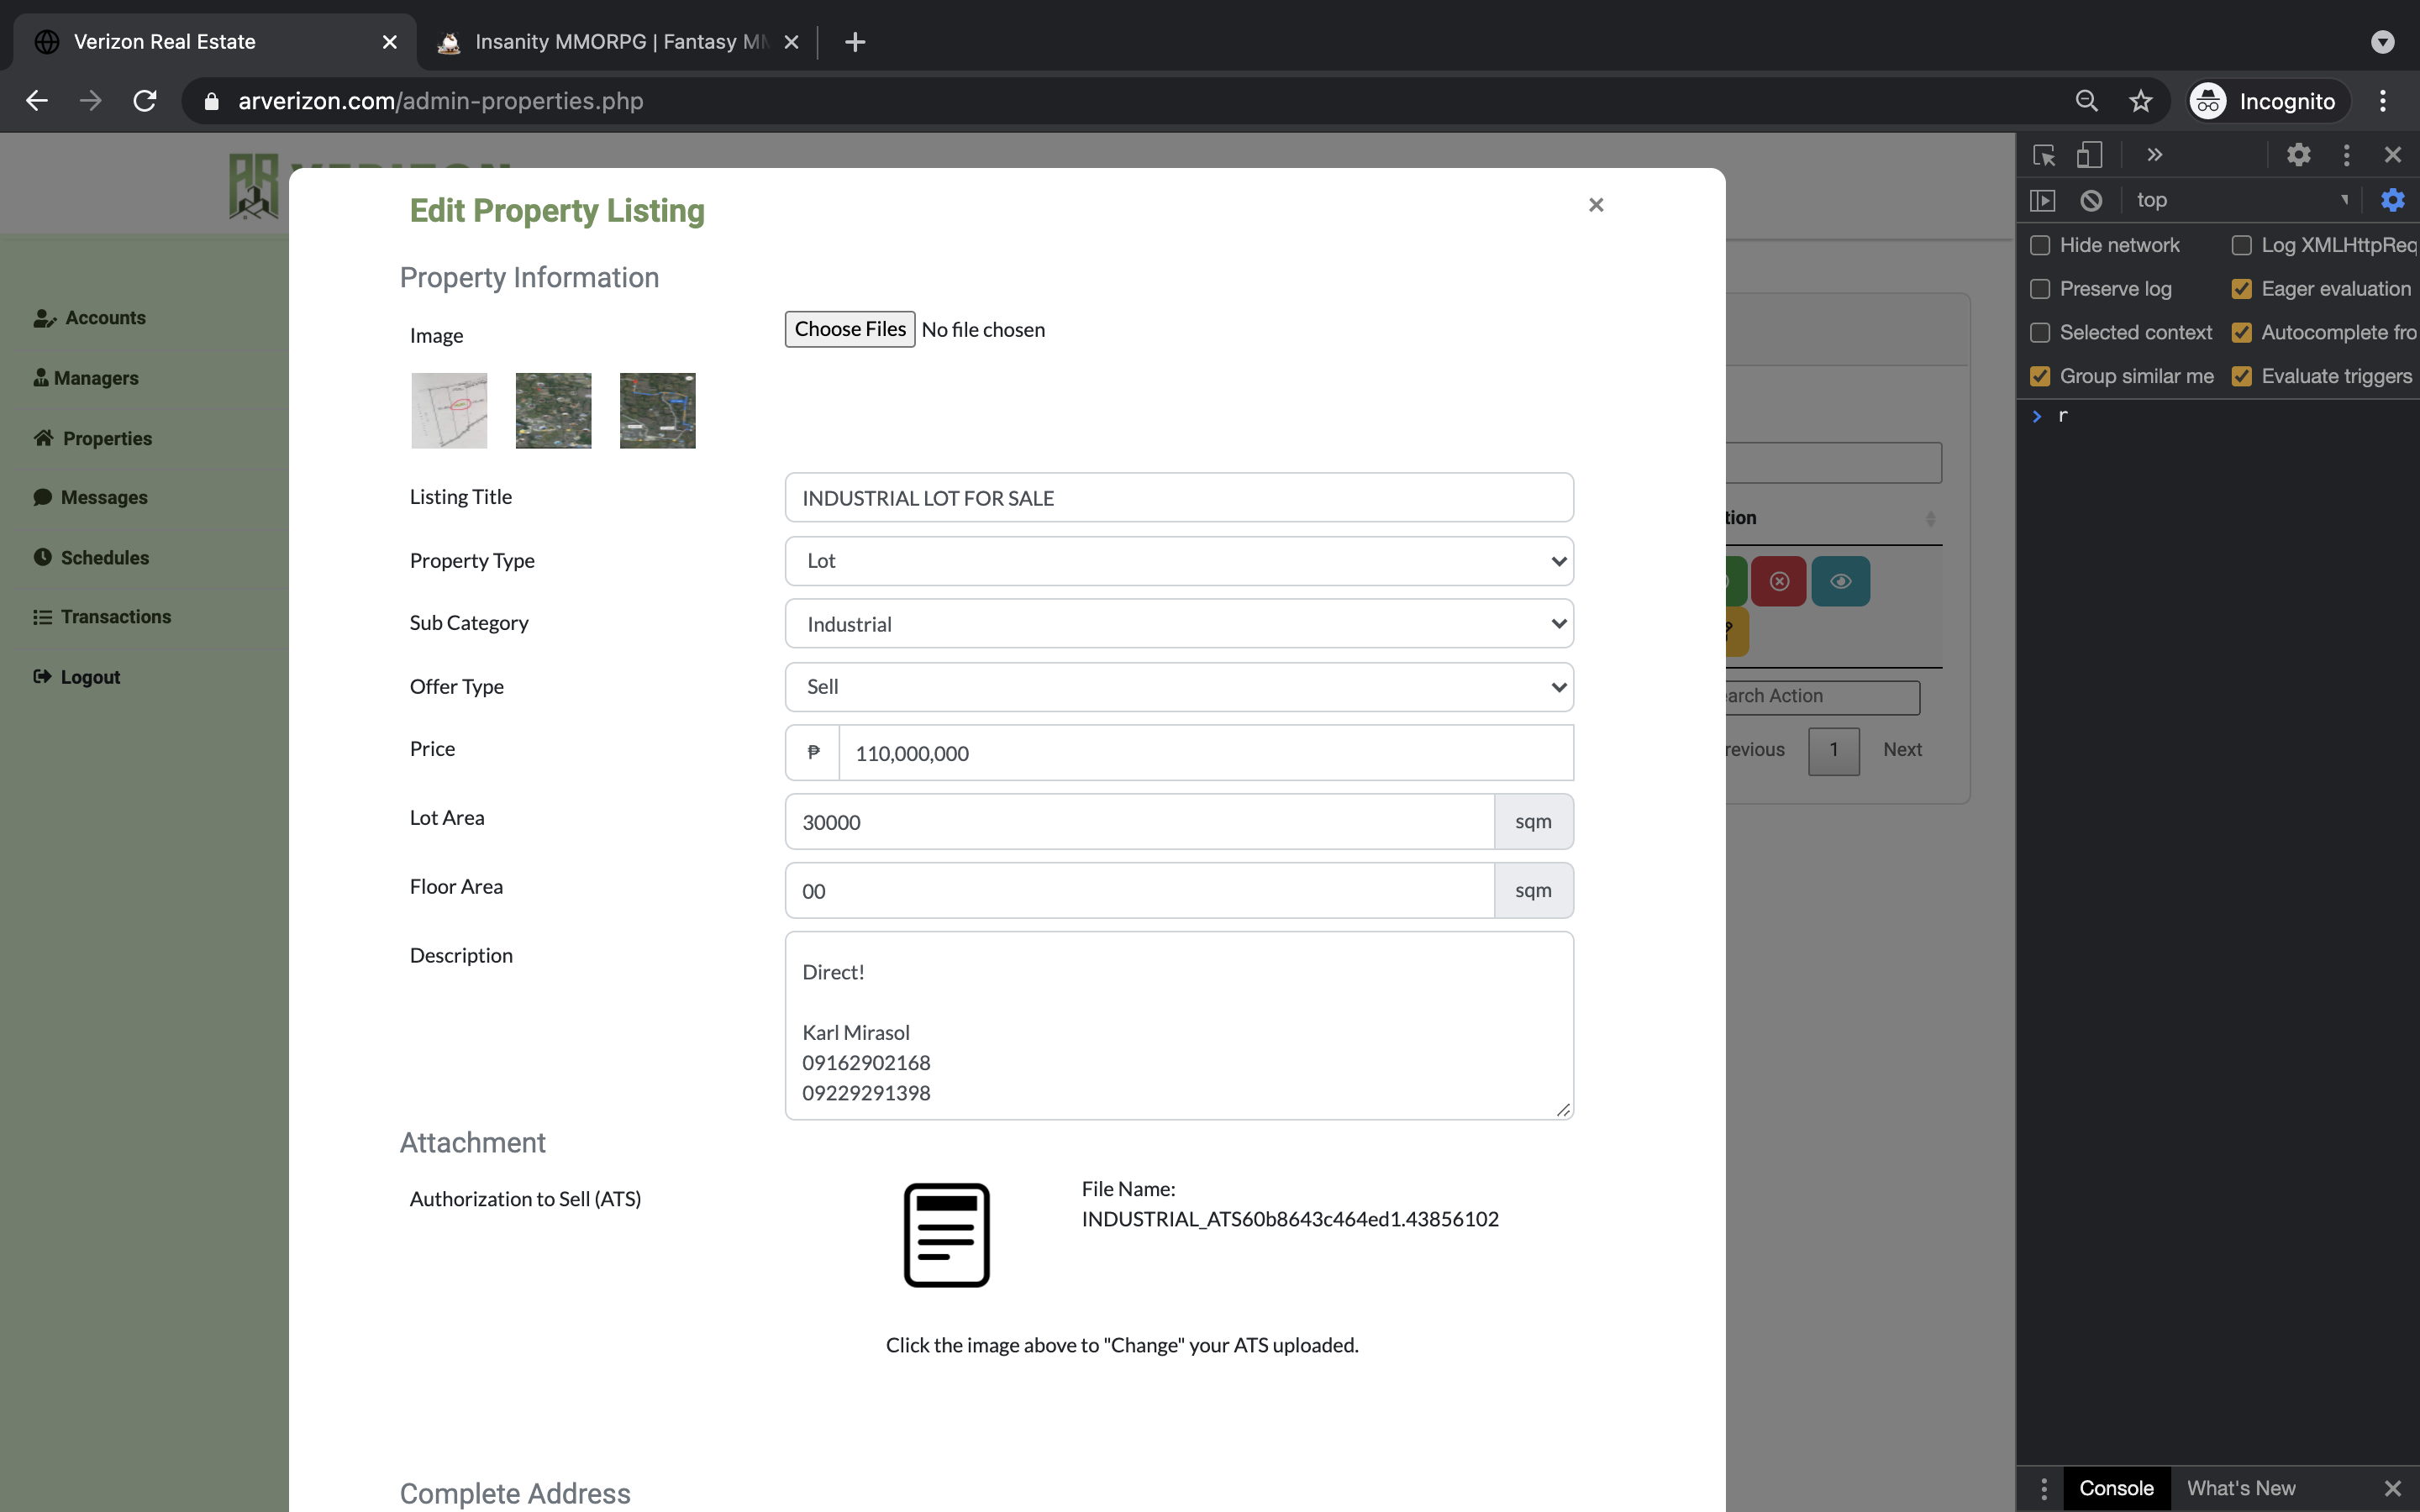 Verizon Real Estate
Insanity MMORPG | Fantasy
arverizon.com/admin-properties.php
Incognito
Edit Property Listing
Property Information
Image
Choose Files No file chosen
Listing Title
INDUSTRIAL LOT FOR SALE
Property Type
Lot
Sub Category
Industrial
Offer Type
Sell
Price
₱ 110,000,000
Lot Area
30000 sqm
Floor Area
00 sqm
Description
Direct!
Karl Mirasol
09162902168
09229291398
Attachment
Authorization to Sell (ATS)
File Name:
INDUSTRIAL_ATS60b8643c464ed1.43856102
Click the image above to "Change" your ATS uploaded.
Complete Address
Accounts
Managers
Properties
Messages
Schedules
Transactions
Logout
tion
earch Action
revious 1 Next
top
Hide network
Log XMLHttpReq
Preserve log
Eager evaluation
Selected context
Autocomplete fro
Group similar me
Evaluate triggers
r
Console
What's New